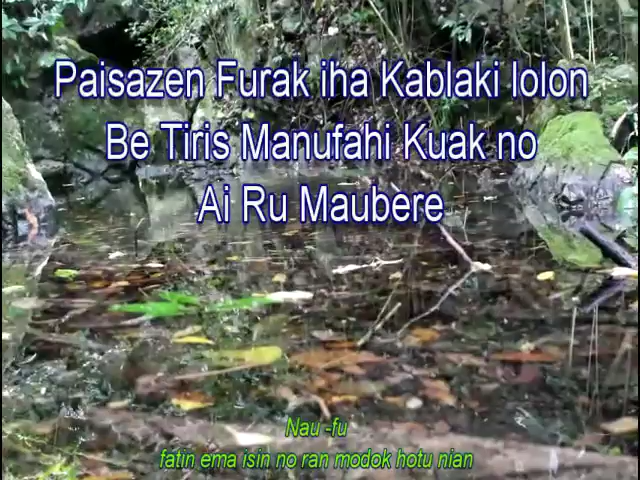 Paisazen Furak iha Kablaki lolon
Be Tiris Manufahi Kuak no
Ai Ru Maubere
Nau -fu
fatin ema isin no ran modok hotu nian